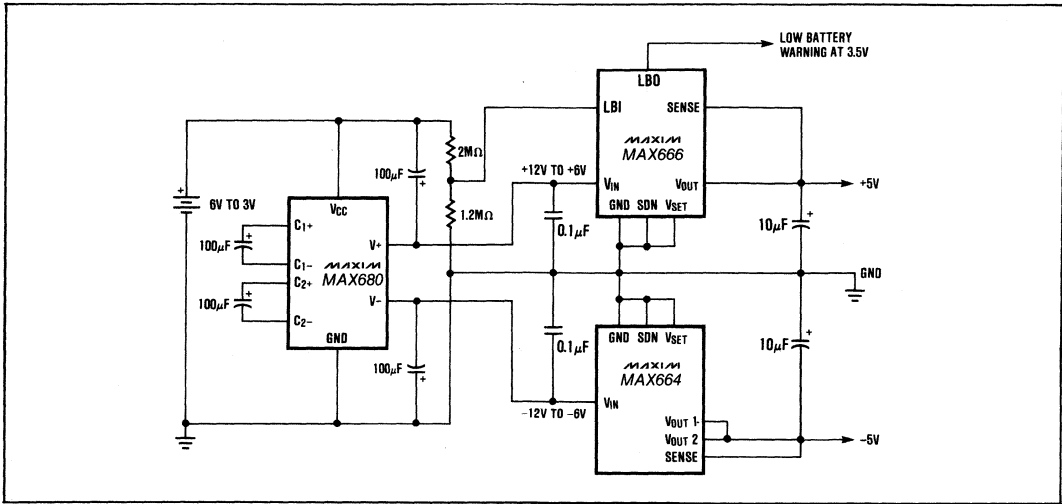 LOW BATTERY
WARNING AT 3.5V
LBO
LBI
SENSE
MAXIM
MAX666
VIN
VOUT
GND SDN VSET
+12V TO +6V
+5V
2MΩ
1.2MΩ
100µF
+
6V TO 3V
+
VCC
C1+
C1−
C2+
C2−
V+
V−
MAXIM
MAX680
GND
100µF
+
100µF
+
100µF
+
0.1µF
0.1µF
10µF
+
GND
10µF
+
GND SDN VSET
MAXIM
MAX664
VIN
−12V TO −6V
VOUT 1
VOUT 2
SENSE
−5V